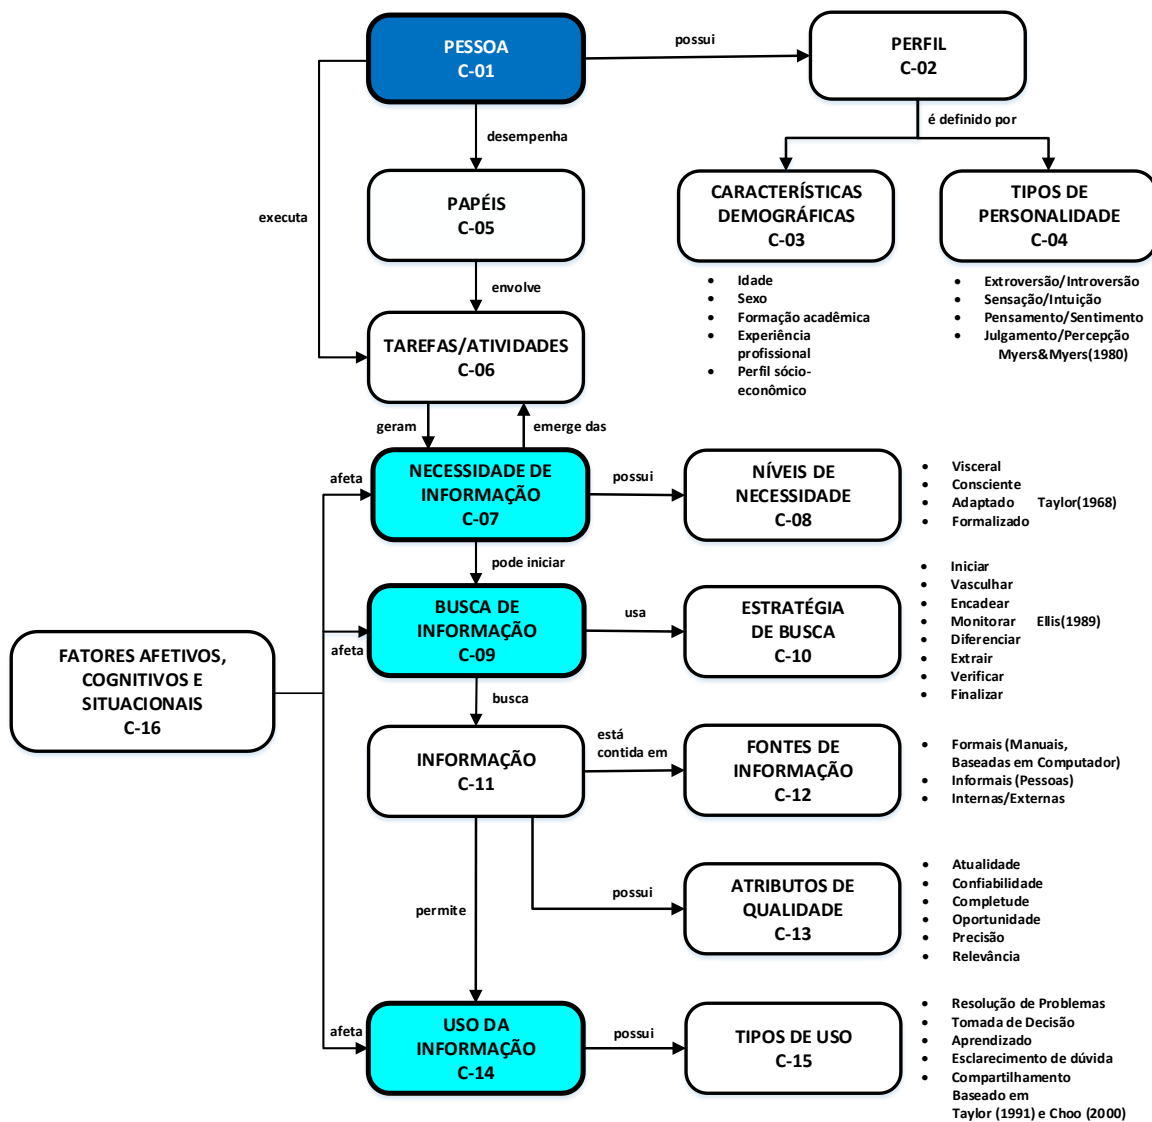 PESSOA
C-01
possui
PERFIL
C-02
é definido por
desempenha
executa
PAPÉIS
C-05
CARACTERÍSTICAS
DEMOGRÁFICAS
C-03
TIPOS DE
PERSONALIDADE
C-04
• Idade
• Sexo
• Formação acadêmica
• Experiência
profissional
• Perfil sócio-
econômico
• Extroversão/Introversão
• Sensação/Intuição
• Pensamento/Sentimento
• Julgamento/Percepção
Myers&Myers(1980)
envolve
TAREFAS/ATIVIDADES
C-06
geram
emerge das
afeta
NECESSIDADE DE
INFORMAÇÃO
C-07
possui
NÍVEIS DE
NECESSIDADE
C-08
• Visceral
• Consciente
• Adaptado Taylor(1968)
• Formalizado
pode iniciar
afeta
BUSCA DE
INFORMAÇÃO
C-09
usa
ESTRATÉGIA
DE BUSCA
C-10
• Iniciar
• Vasculhar
• Encadear
• Monitorar Ellis(1989)
• Diferenciar
• Extrair
• Verificar
• Finalizar
FATORES AFETIVOS,
COGNITIVOS E
SITUACIONAIS
C-16
busca
INFORMAÇÃO
C-11
está
contida em
FONTES DE
INFORMAÇÃO
C-12
• Formais (Manuais,
Baseadas em Computador)
• Informais (Pessoas)
• Internas/Externas
permite
possui
ATRIBUTOS DE
QUALIDADE
C-13
• Atualidade
• Confiabilidade
• Completude
• Oportunidade
• Precisão
• Relevância
afeta
USO DA
INFORMAÇÃO
C-14
possui
TIPOS DE USO
C-15
• Resolução de Problemas
• Tomada de Decisão
• Aprendizado
• Esclarecimento de dúvida
• Compartilhamento
Baseado em
Taylor (1991) e Choo (2000)